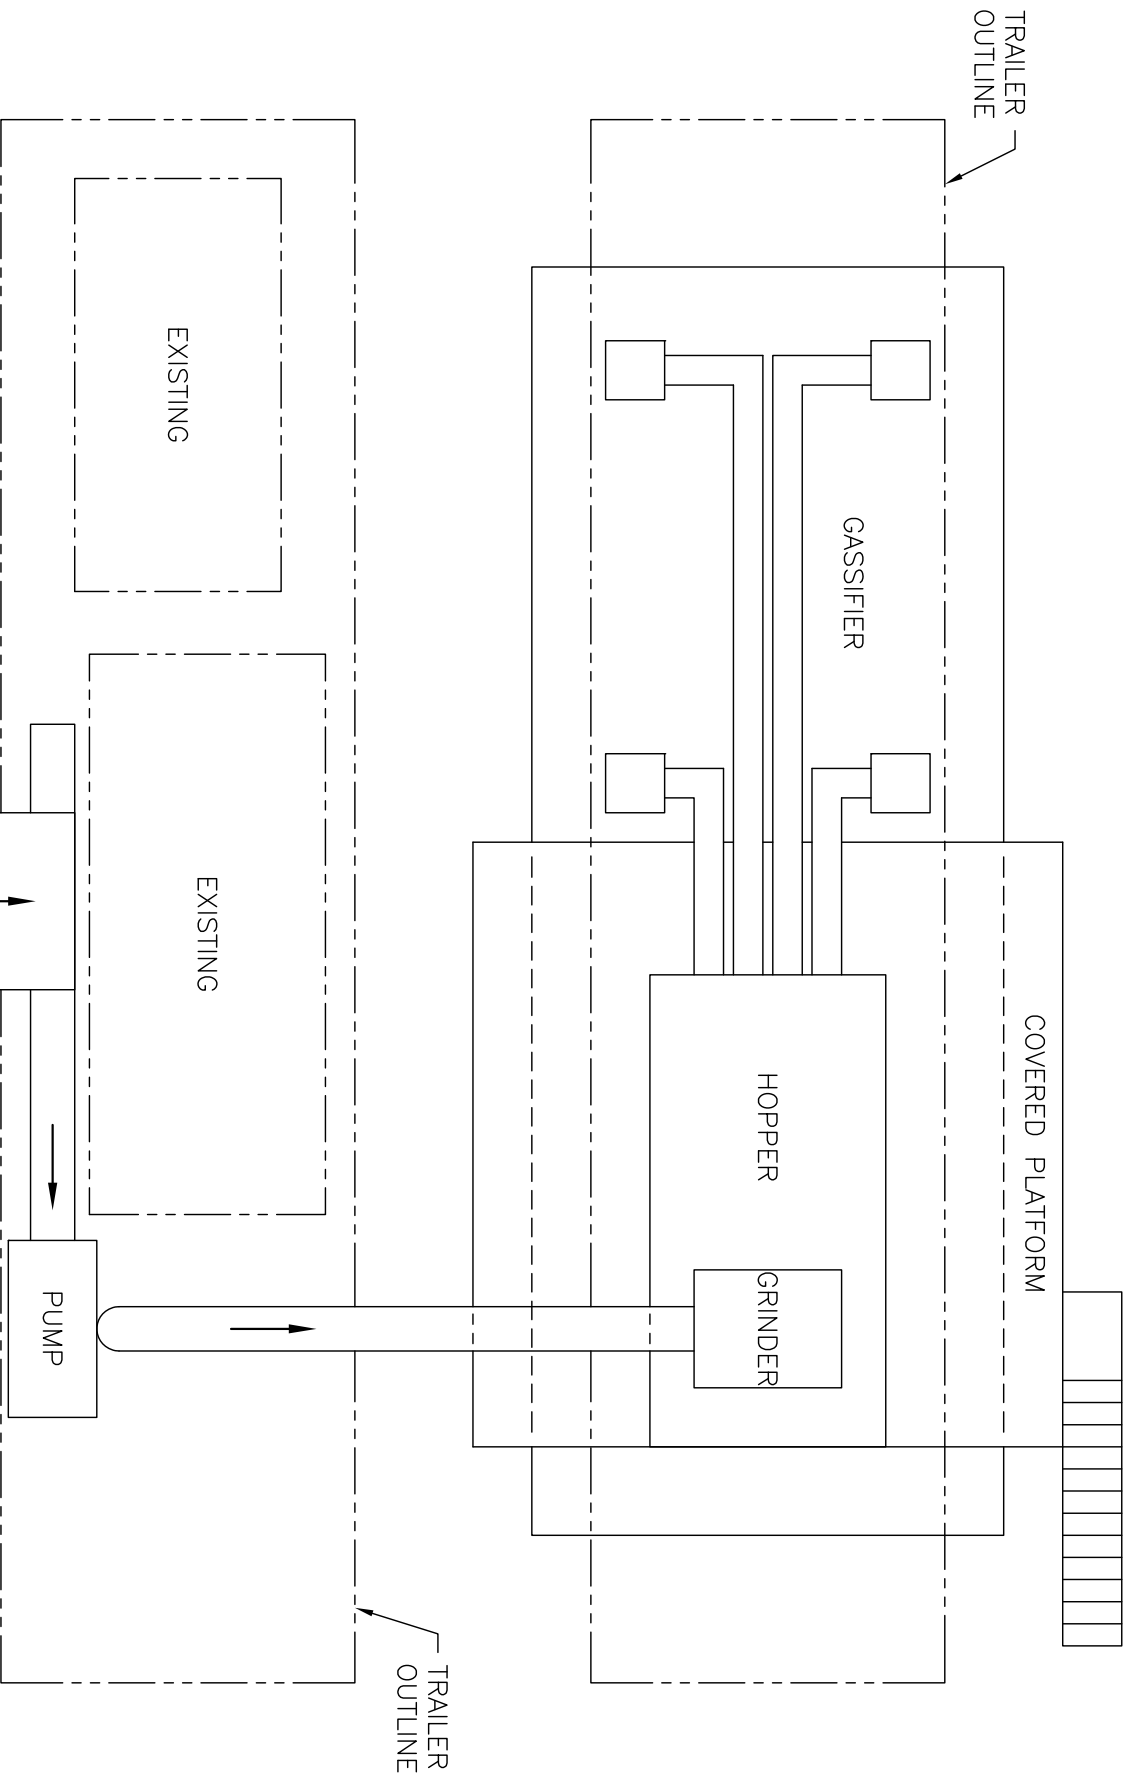 TRAILER
OUTLINE
GASSIFIER
COVERED PLATFORM
HOPPER
GRINDER
EXISTING
EXISTING
PUMP
TRAILER
OUTLINE